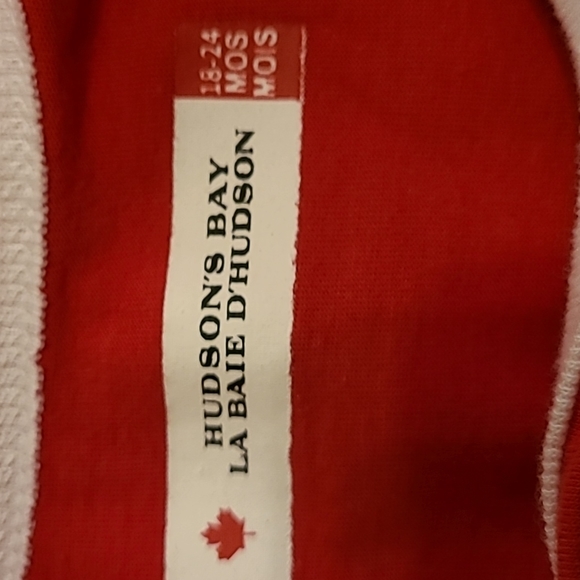 HUDSON'S BAY
LA BAIE D'HUDSON
18-24
MOS
MOIS